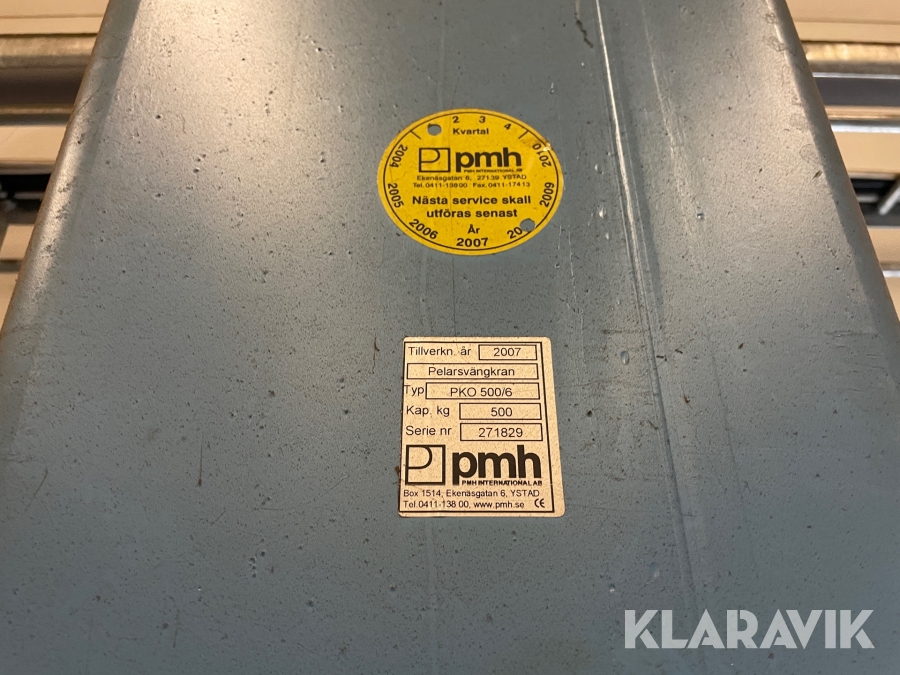 2 3 4
Kvartal
pmh
PMH INTERNATIONAL AB
Ekenäsgatan 6, 27139 YSTAD
Tel. 0411-138 00 Fax. 0411-174 13
Nästa service skall
utföras senast
År
2004 2005 2006 2007 2009 2010
Tillverkn. år 2007
Pelarsvängkran
Typ PKO 500/6
Kap. kg 500
Serie nr 271829
pmh
PMH INTERNATIONAL AB
Box 1514, Ekenäsgatan 6, YSTAD
Tel.0411-138 00, www.pmh.se CE
KLARAVIK